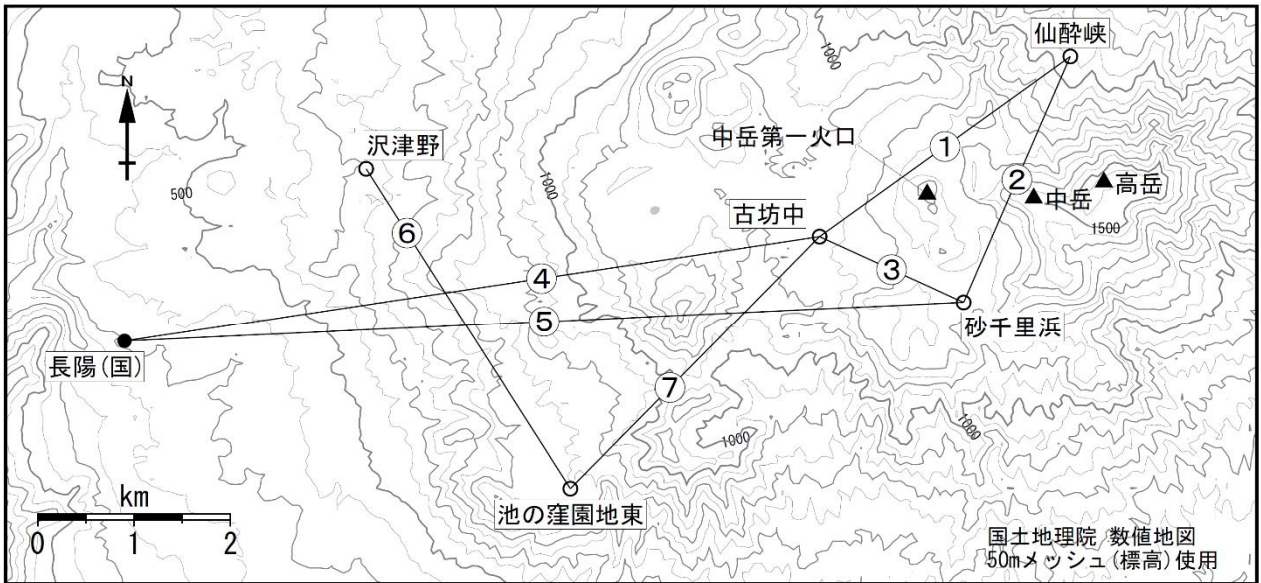 仙酔峡
1000
中岳第一火口
①
N
沢津野
1000
500
②
高岳
中岳
古坊中
1500
⑥
③
④
⑤
砂千里浜
長陽(国)
⑦
1000
1000
km
0 1 2
池の窪園地東
国土地理院 数値地図
50mメッシュ(標高)使用